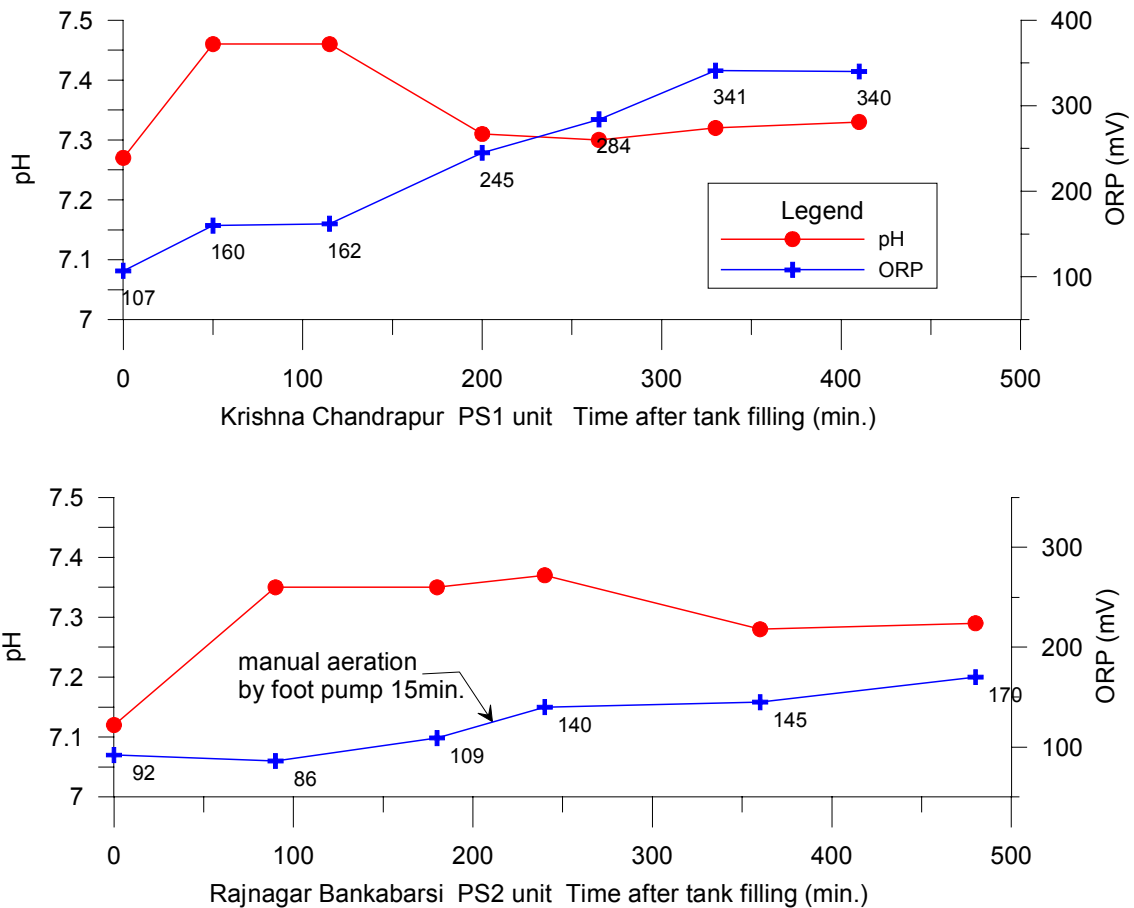 7.5
7.4
7.3
7.2
7.1
7
pH
400
300
200
100
ORP (mV)
107
160
162
245
284
341
340
Legend
pH
ORP
0 100 200 300 400 500
Krishna Chandrapur PS1 unit Time after tank filling (min.)
7.5
7.4
7.3
7.2
7.1
7
pH
300
200
100
ORP (mV)
manual aeration
by foot pump 15min.
92
86
109
140
145
170
0 100 200 300 400 500
Rajnagar Bankabarsi PS2 unit Time after tank filling (min.)